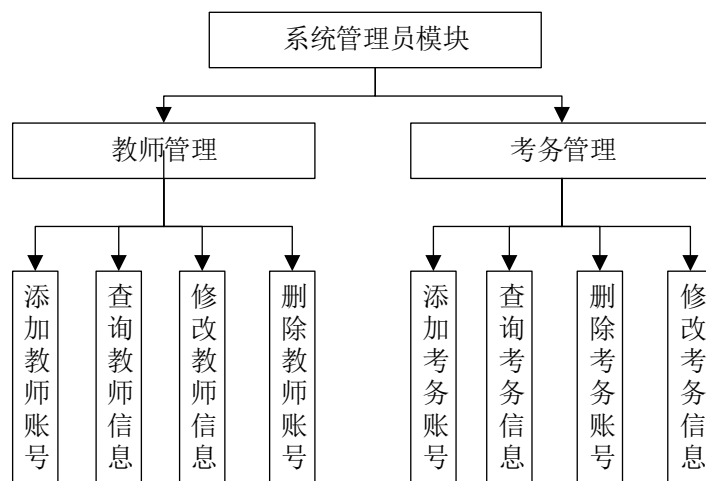 系统管理员模块
教师管理
考务管理
添加教师账号
查询教师信息
修改教师信息
删除教师账号
添加考务账号
查询考务信息
删除考务账号
修改考务信息